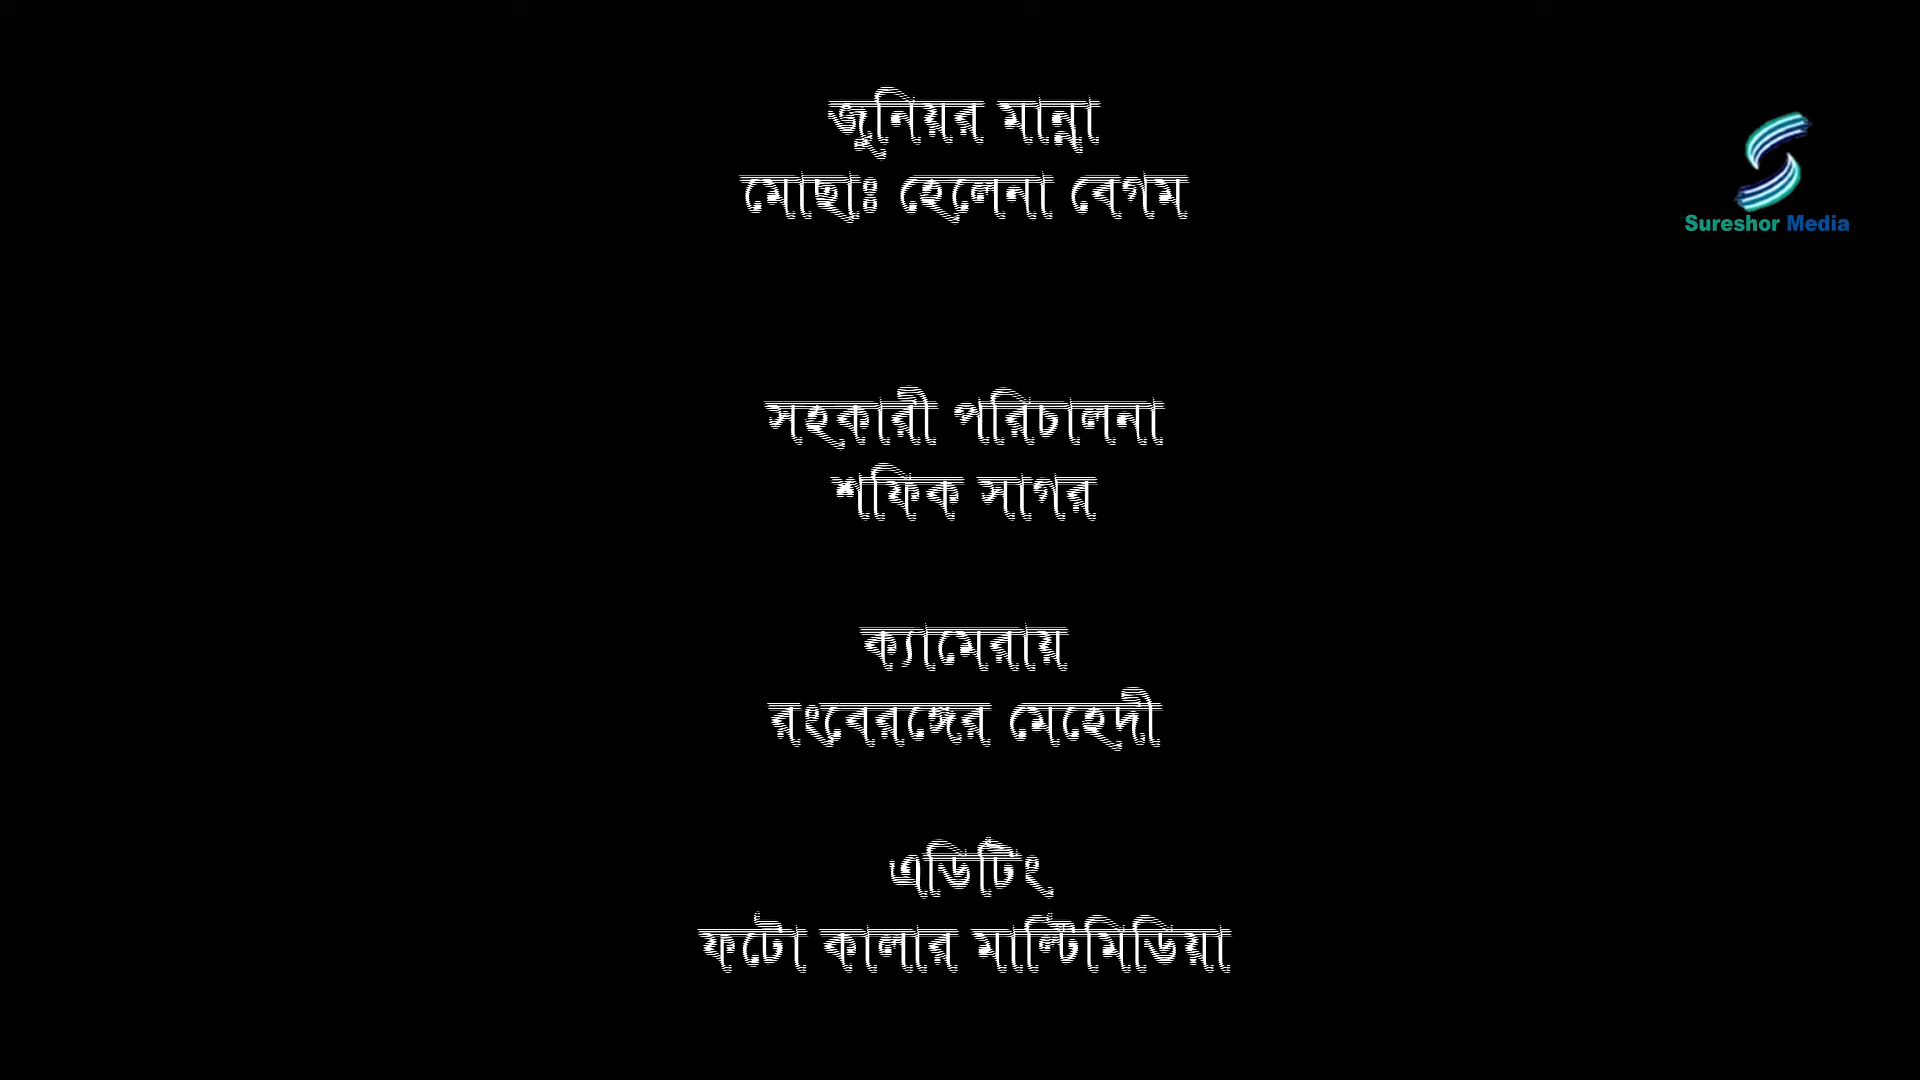 জুনিয়র মান্না
মোছাঃ হেলেনা বেগম
Sureshor Media
সহকারী পরিচালনা
শফিক সাগর
ক্যামেরায়
রংবেরঙ্গের মেহেদী
এডিটিং
ফটো কালার মাল্টিমিডিয়া